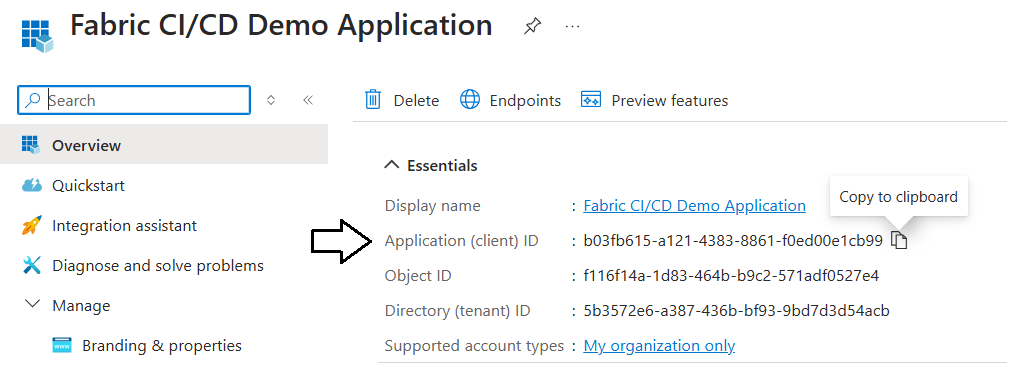 Fabric CI/CD Demo Application
Search
Delete
Endpoints
Preview features
Overview
Quickstart
Integration assistant
Diagnose and solve problems
Manage
Branding & properties
Essentials
Copy to clipboard
Display name : Fabric CI/CD Demo Application
Application (client) ID : b03fb615-a121-4383-8861-f0ed00e1cb99
Object ID : f116f14a-1d83-464b-b9c2-571adf0527e4
Directory (tenant) ID : 5b3572e6-a387-436b-bf93-9bd7d3d54acb
Supported account types : My organization only